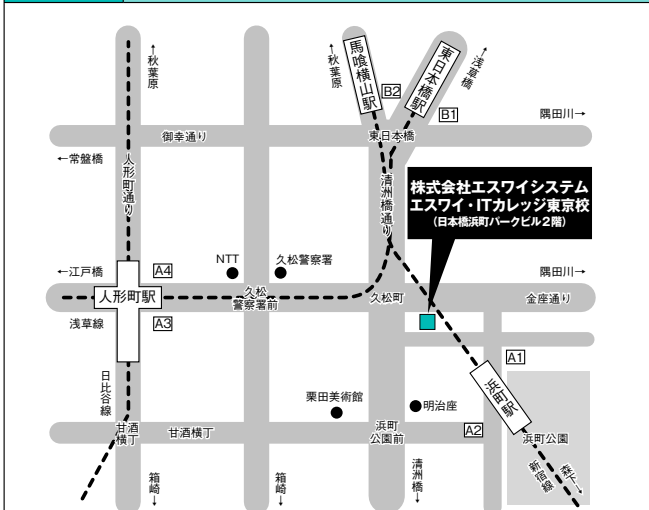 ←秋葉原
←秋葉原
馬喰横山駅
B2
東日本橋駅
B1
浅草橋→
隅田川→
御幸通り
東日本橋
←常盤橋
人形町通り
清洲橋通り
株式会社エスワイシステム
エスワイ・ITカレッジ東京校
(日本橋浜町パークビル2階)
←江戸橋
A4
NTT
久松警察署
隅田川→
人形町駅
久松
警察署前
久松町
金座通り
浅草線
A3
A1
浜町駅
日比谷線
栗田美術館
明治座
甘酒
横丁
甘酒横丁
浜町
公園前
A2
浜町公園
新宿線
森下→
箱崎→
箱崎→
清洲橋→